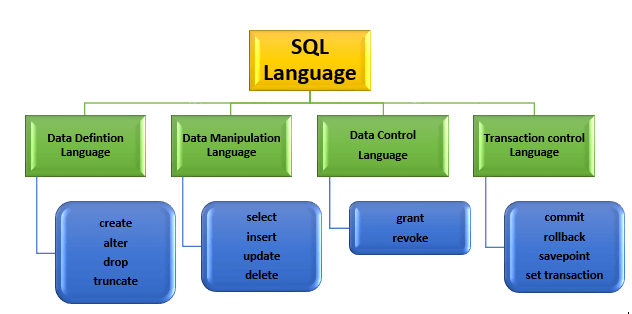 SQL
Language
Data Defintion
Language
Data Manipulation
Language
Data Control
Language
Transaction control
Language
create
alter
drop
truncate
select
insert
update
delete
grant
revoke
commit
rollback
savepoint
set transaction